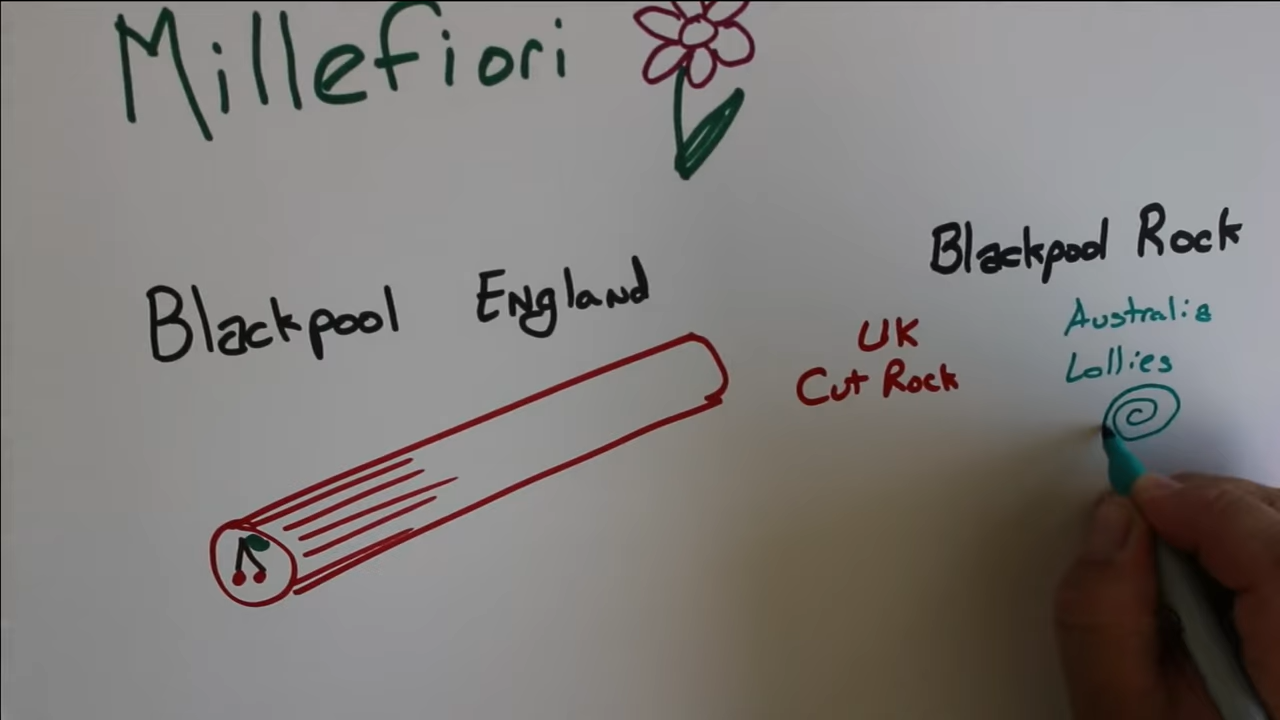 Millefiori
Blackpool England
Blackpool Rock
UK
Cut Rock
Australia
Lollies